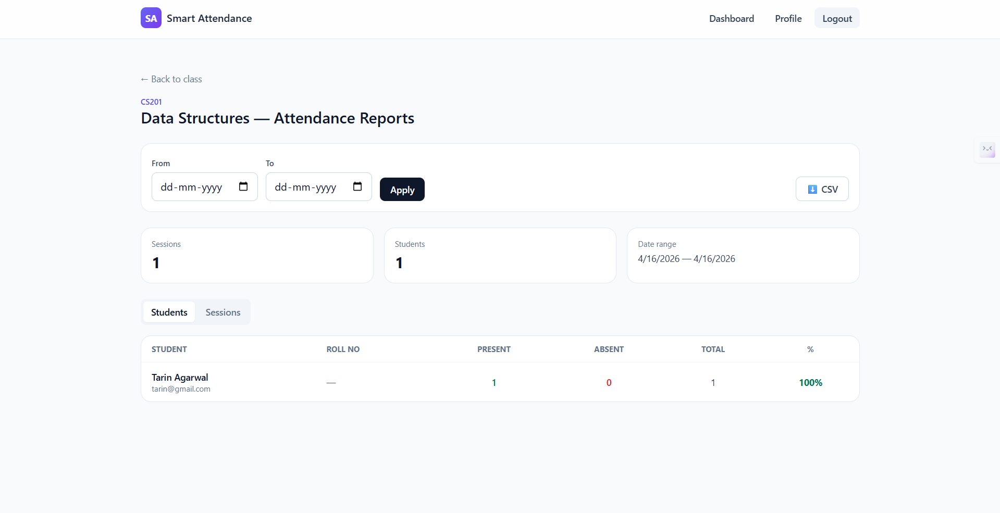 SA Smart Attendance Dashboard Profile Logout
← Back to class
CS201
Data Structures — Attendance Reports
From To
dd-mm-yyyy dd-mm-yyyy Apply CSV
Sessions Students Date range
1 1 4/16/2026 — 4/16/2026
Students Sessions
STUDENT ROLL NO PRESENT ABSENT TOTAL %
Tarin Agarwal — 1 0 1 100%
tarin@gmail.com